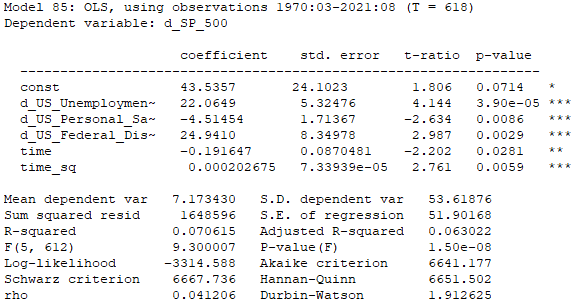 Model 85: OLS, using observations 1970:03-2021:08 (T = 618)
Dependent variable: d_SP_500
coefficient std. error t-ratio p-value
const 43.5357 24.1023 1.806 0.0714 *
d_US_Unemploymen~ 22.0649 5.32476 4.144 3.90e-05 ***
d_US_Personal_Sa~ -4.51454 1.71367 -2.634 0.0086 ***
d_US_Federal_Dis~ 24.9410 8.34978 2.987 0.0029 ***
time -0.191647 0.0870481 -2.202 0.0281 **
time_sq 0.000202675 7.33939e-05 2.761 0.0059 ***
Mean dependent var 7.173430 S.D. dependent var 53.61876
Sum squared resid 1648596 S.E. of regression 51.90168
R-squared 0.070615 Adjusted R-squared 0.063022
F(5, 612) 9.300007 P-value(F) 1.50e-08
Log-likelihood -3314.588 Akaike criterion 6641.177
Schwarz criterion 6667.736 Hannan-Quinn 6651.502
rho 0.041206 Durbin-Watson 1.912625